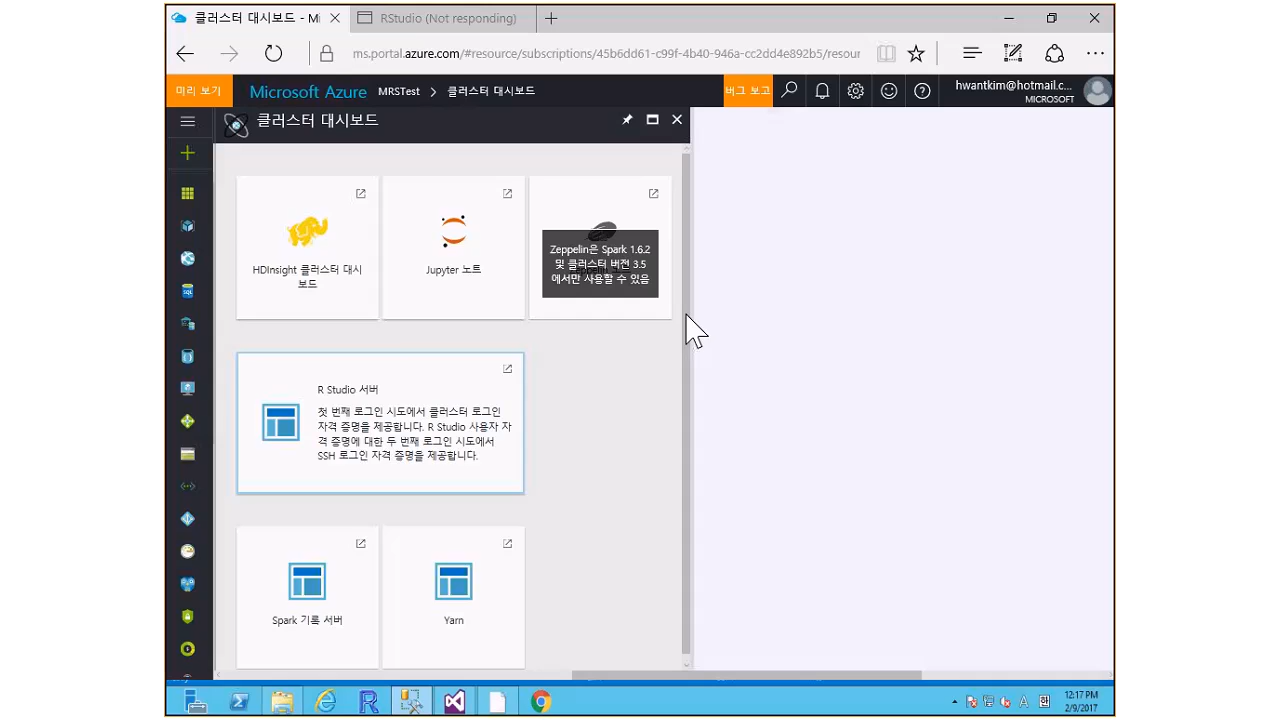 클러스터 대시보드 - Mi
RStudio (Not responding)
ms.portal.azure.com/#resource/subscriptions/45b6dd61-c99f-4b40-946a-cc2dd4e892b5/resour
미리 보기
Microsoft Azure
MRSTest
클러스터 대시보드
버그 보고
hwantkim@hotmail.c...
MICROSOFT
클러스터 대시보드
HDInsight 클러스터 대시
보드
Jupyter 노트
Zeppelin은 Spark 1.6.2
및 클러스터 버전 3.5
에서만 사용할 수 있음
R Studio 서버
첫 번째 로그인 시도에서 클러스터 로그인
자격 증명을 제공합니다. R Studio 사용자 자
격 증명에 대한 두 번째 로그인 시도에서
SSH 로그인 자격 증명을 제공합니다.
Spark 기록 서버
Yarn
A
한
12:17 PM
2/9/2017